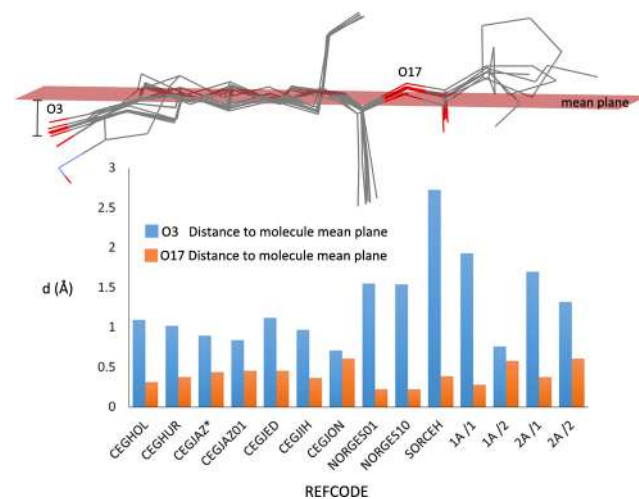 O17
O3
mean plane
3
2.5
2
1.5
1
0.5
0
d (Å)
O3 Distance to molecule mean plane
O17 Distance to molecule mean plane
CEGHOL
CEGHUR
CEGJAZ*
CEGJAZ01
CEGJED
CEGJIH
CEGJON
NORGES01
NORGES10
SORCEH
1A /1
1A /2
2A /1
2A /2
REFCODE